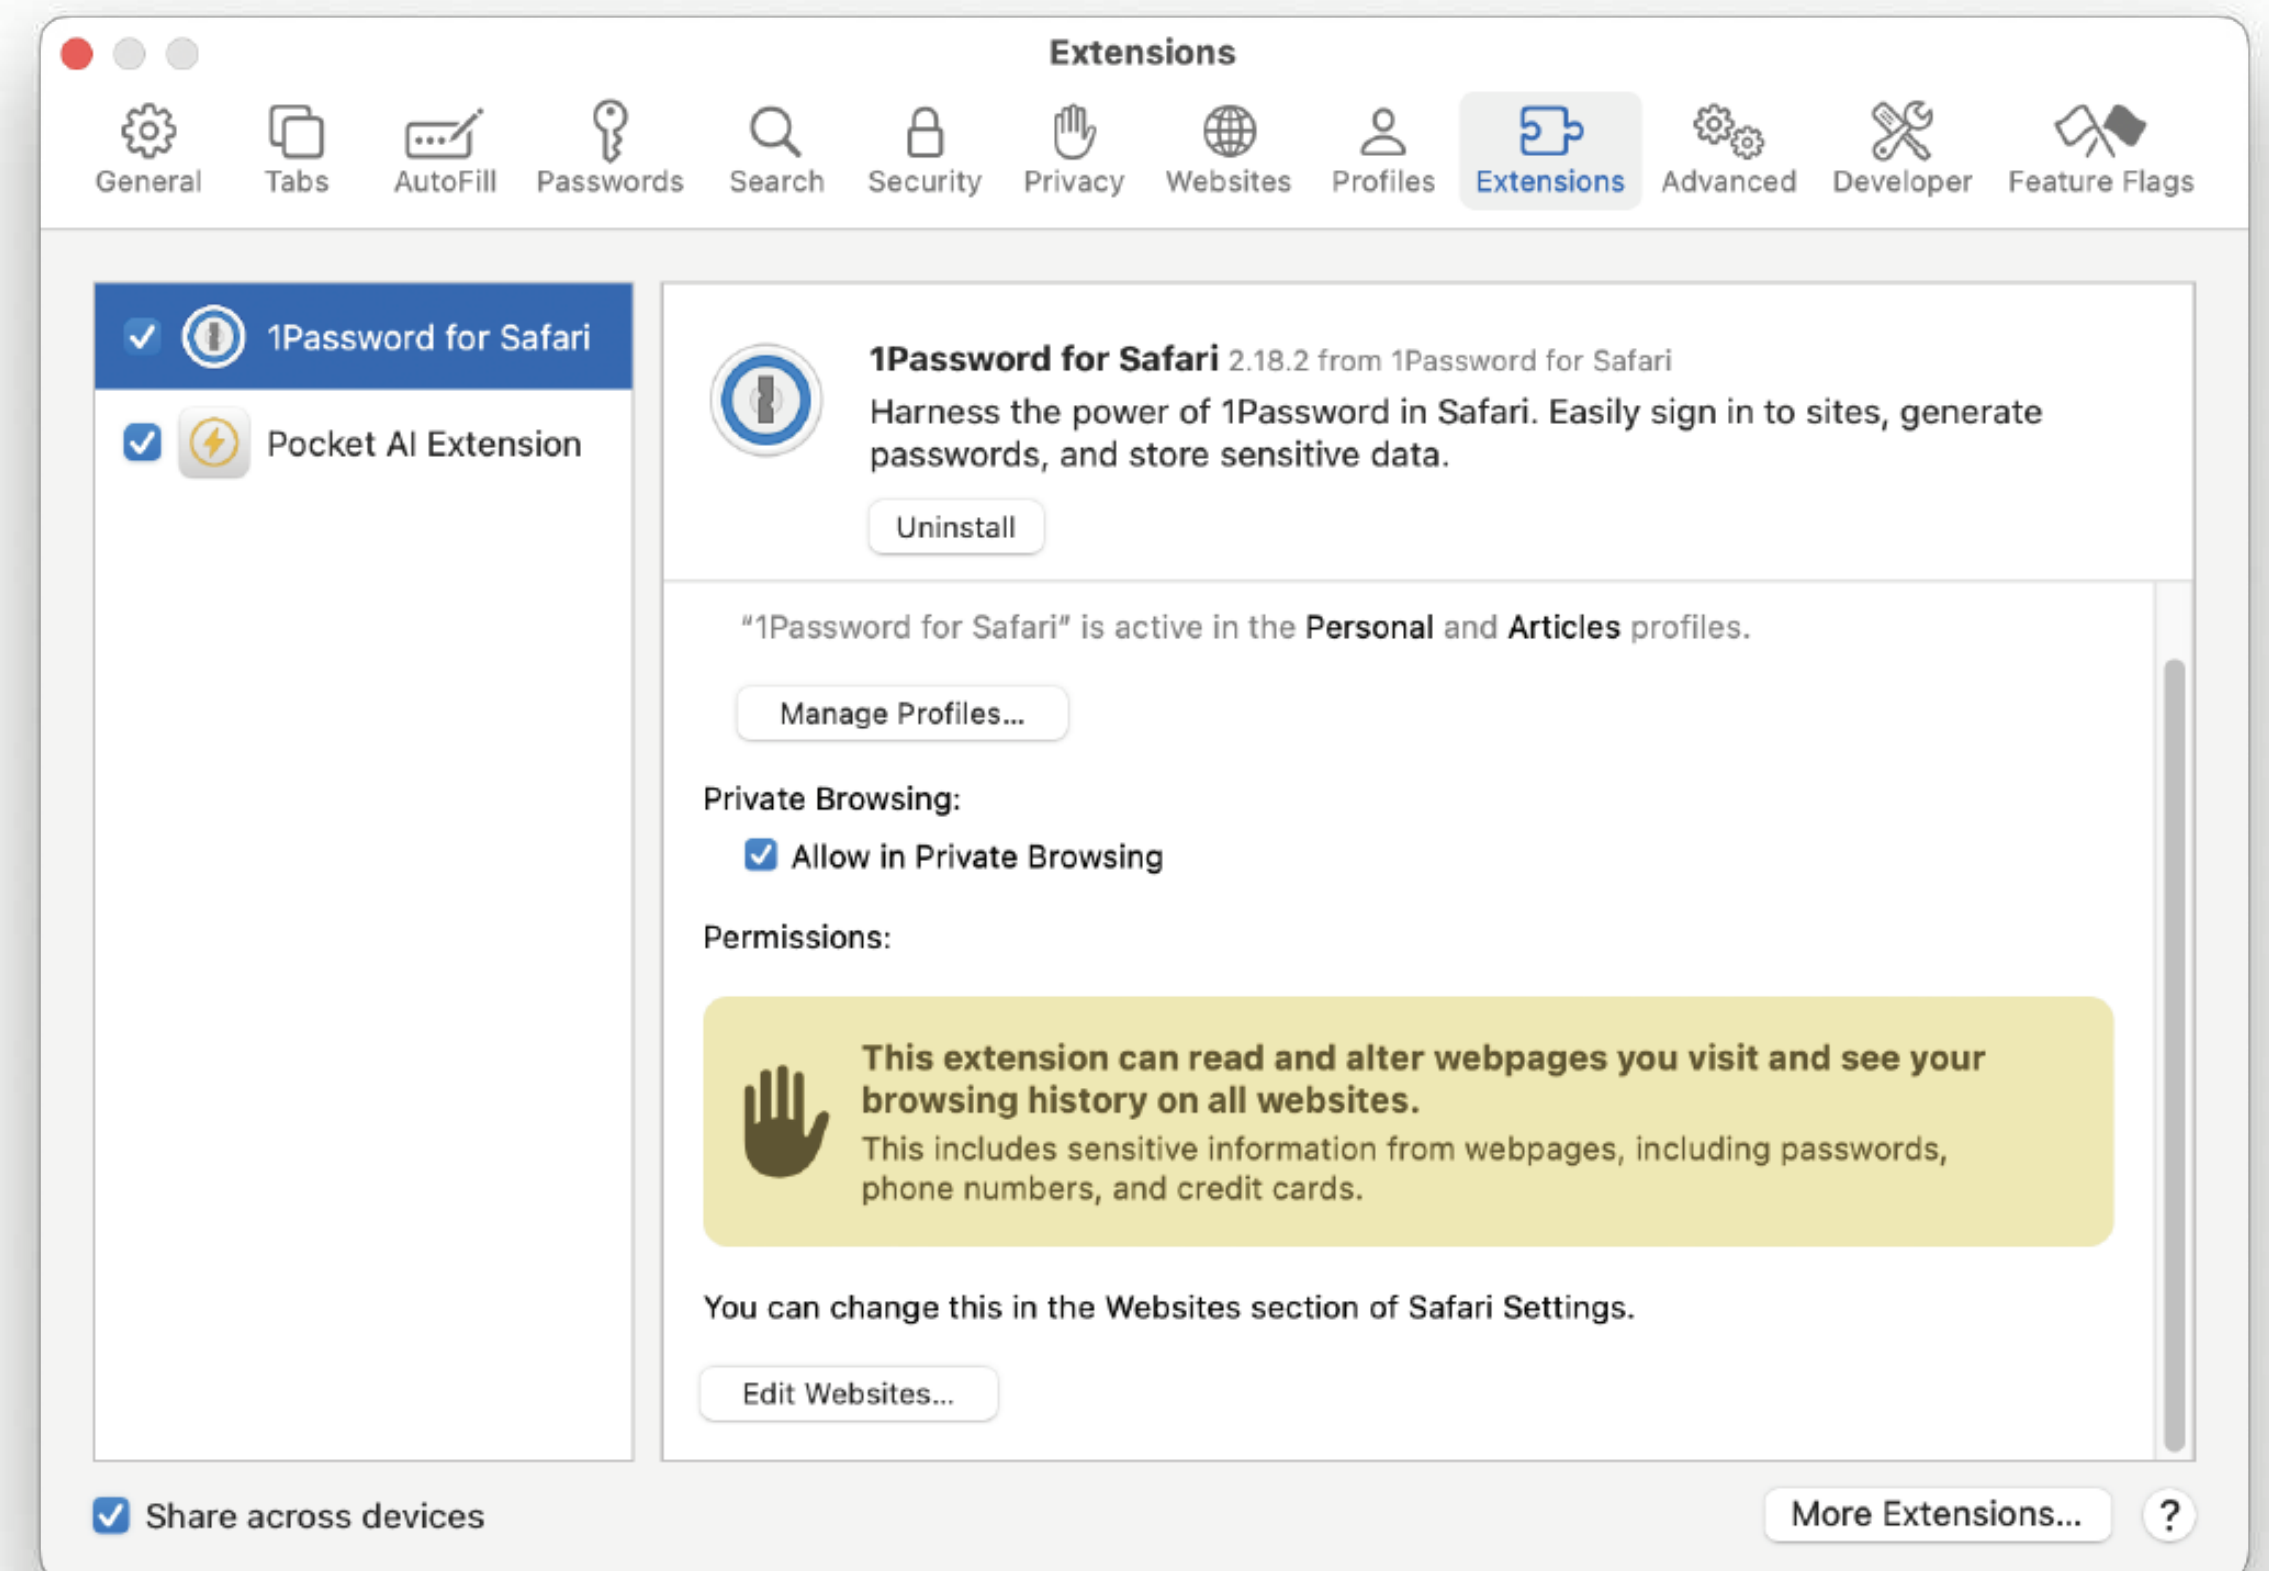 Extensions
General
Tabs
AutoFill
Passwords
Search
Security
Privacy
Websites
Profiles
Extensions
Advanced
Developer
Feature Flags
1Password for Safari
Pocket AI Extension
1Password for Safari 2.18.2 from 1Password for Safari
Harness the power of 1Password in Safari. Easily sign in to sites, generate
passwords, and store sensitive data.
Uninstall
“1Password for Safari” is active in the Personal and Articles profiles.
Manage Profiles...
Private Browsing:
Allow in Private Browsing
Permissions:
This extension can read and alter webpages you visit and see your
browsing history on all websites.
This includes sensitive information from webpages, including passwords,
phone numbers, and credit cards.
You can change this in the Websites section of Safari Settings.
Edit Websites...
Share across devices
More Extensions...
?